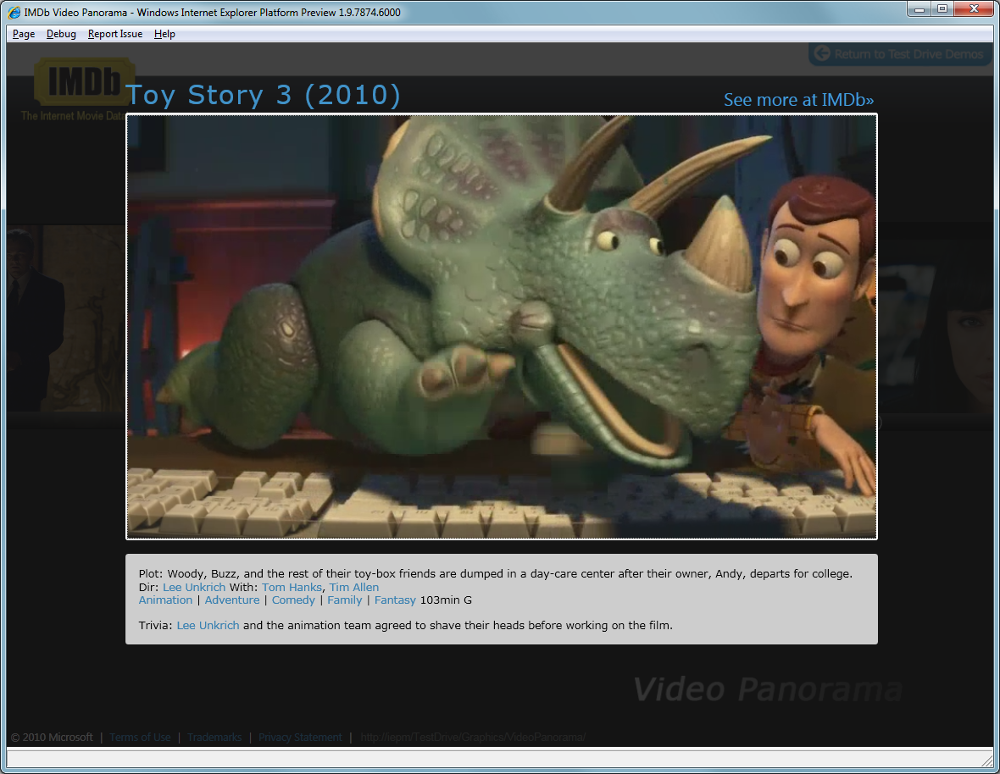 IMDb Video Panorama - Windows Internet Explorer Platform Preview 1.9.7874.6000
Page Debug Report Issue Help
Return to Test Drive Demos
IMDb
The Internet Movie Data
Toy Story 3 (2010)
See more at IMDb»
Plot: Woody, Buzz, and the rest of their toy-box friends are dumped in a day-care center after their owner, Andy, departs for college.
Dir: Lee Unkrich With: Tom Hanks, Tim Allen
Animation | Adventure | Comedy | Family | Fantasy 103min G
Trivia: Lee Unkrich and the animation team agreed to shave their heads before working on the film.
Video Panorama
© 2010 Microsoft | Terms of Use | Trademarks | Privacy Statement | http://iepm/TestDrive/Graphics/VideoPanorama/